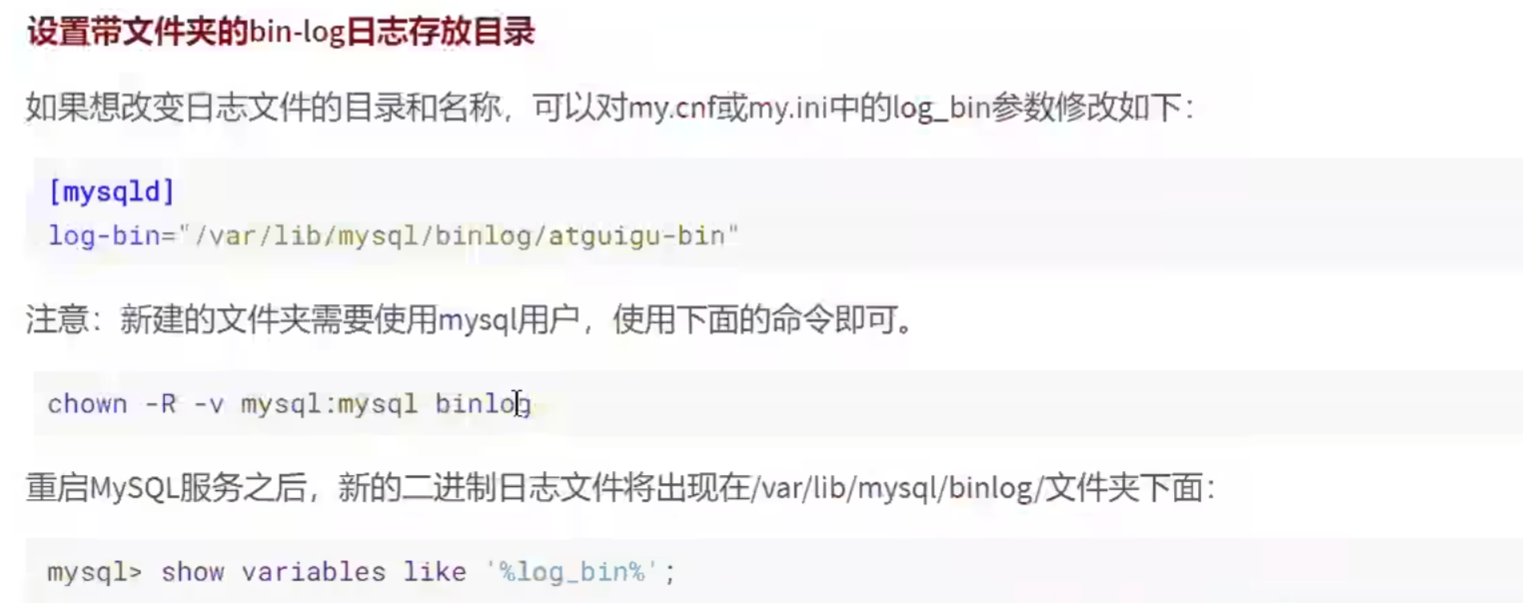 设置带文件夹的bin-log日志存放目录
如果想改变日志文件的目录和名称，可以对my.cnf或my.ini中的log_bin参数修改如下：
[mysqld]
log-bin="/var/lib/mysql/binlog/atguigu-bin"
注意：新建的文件夹需要使用mysql用户，使用下面的命令即可。
chown -R -v mysql:mysql binlog
重启MySQL服务之后，新的二进制日志文件将出现在/var/lib/mysql/binlog/文件夹下面：
mysql> show variables like '%log_bin%';